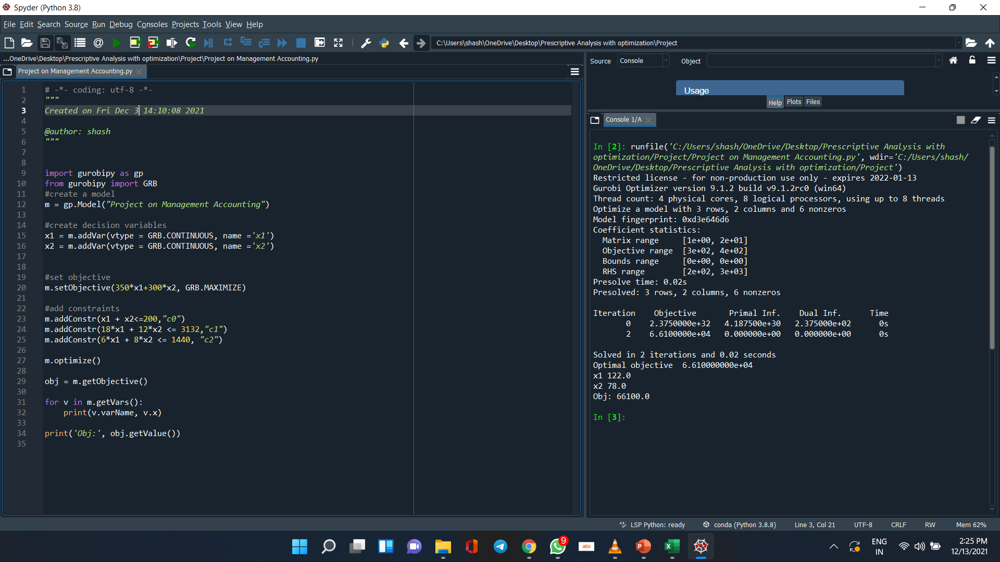 Spyder (Python 3.8)
File Edit Search Source Run Debug Consoles Projects Tools View Help
C:\Users\shash\OneDrive\Desktop\Prescriptive Analysis with optimization\Project
...OneDrive\Desktop\Prescriptive Analysis with optimization\Project\Project on Management Accounting.py
Project on Management Accounting.py
1 # -*- coding: utf-8 -*-
2 """
3 Created on Fri Dec 3 14:10:08 2021
4
5 @author: shash
6 """
7
8
9 import gurobipy as gp
10 from gurobipy import GRB
11 #create a model
12 m = gp.Model("Project on Management Accounting")
13
14 #create decision variables
15 x1 = m.addVar(vtype = GRB.CONTINUOUS, name ='x1')
16 x2 = m.addVar(vtype = GRB.CONTINUOUS, name ='x2')
17
18
19 #set objective
20 m.setObjective(350*x1+300*x2, GRB.MAXIMIZE)
21
22 #add constraints
23 m.addConstr(x1 + x2<=200,"c0")
24 m.addConstr(18*x1 + 12*x2 <= 3132,"c1")
25 m.addConstr(6*x1 + 8*x2 <= 1440, "c2")
26
27 m.optimize()
28
29 obj = m.getObjective()
30
31 for v in m.getVars():
32 print(v.varName, v.x)
33
34 print('Obj:', obj.getValue())
35
Source Console Object
Usage
Help Plots Files
Console 1/A
In [2]: runfile('C:/Users/shash/OneDrive/Desktop/Prescriptive Analysis with
optimization/Project/Project on Management Accounting.py', wdir='C:/Users/shash/
OneDrive/Desktop/Prescriptive Analysis with optimization/Project')
Restricted license - for non-production use only - expires 2022-01-13
Gurobi Optimizer version 9.1.2 build v9.1.2rc0 (win64)
Thread count: 4 physical cores, 8 logical processors, using up to 8 threads
Optimize a model with 3 rows, 2 columns and 6 nonzeros
Model fingerprint: 0xd3e646d6
Coefficient statistics:
Matrix range [1e+00, 2e+01]
Objective range [3e+02, 4e+02]
Bounds range [0e+00, 0e+00]
RHS range [2e+02, 3e+03]
Presolve time: 0.02s
Presolved: 3 rows, 2 columns, 6 nonzeros
Iteration Objective Primal Inf. Dual Inf. Time
0 2.3750000e+32 4.187500e+30 2.375000e+02 0s
2 6.6100000e+04 0.000000e+00 0.000000e+00 0s
Solved in 2 iterations and 0.02 seconds
Optimal objective 6.610000000e+04
x1 122.0
x2 78.0
Obj: 66100.0
In [3]:
LSP Python: ready conda (Python 3.8.8) Line 3, Col 21 UTF-8 CRLF RW Mem 62%
9
ENG
IN
2:25 PM
12/13/2021